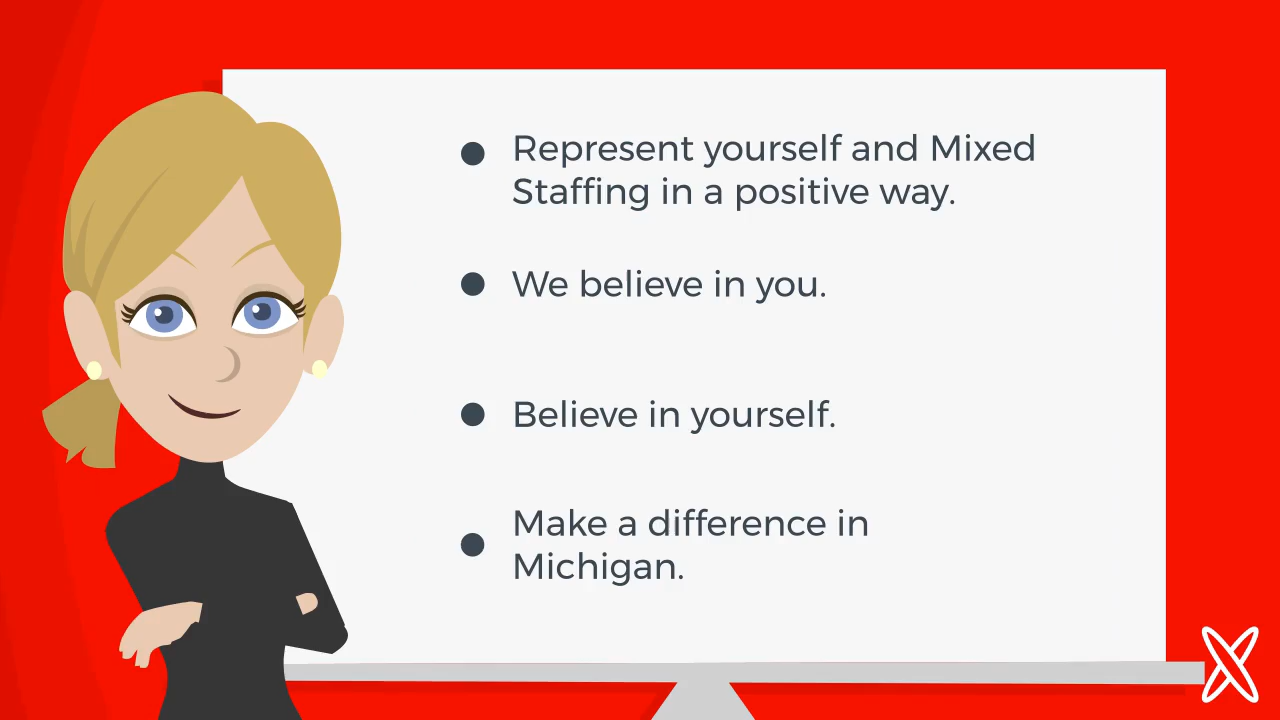 Represent yourself and Mixed
Staffing in a positive way.
We believe in you.
Believe in yourself.
Make a difference in
Michigan.